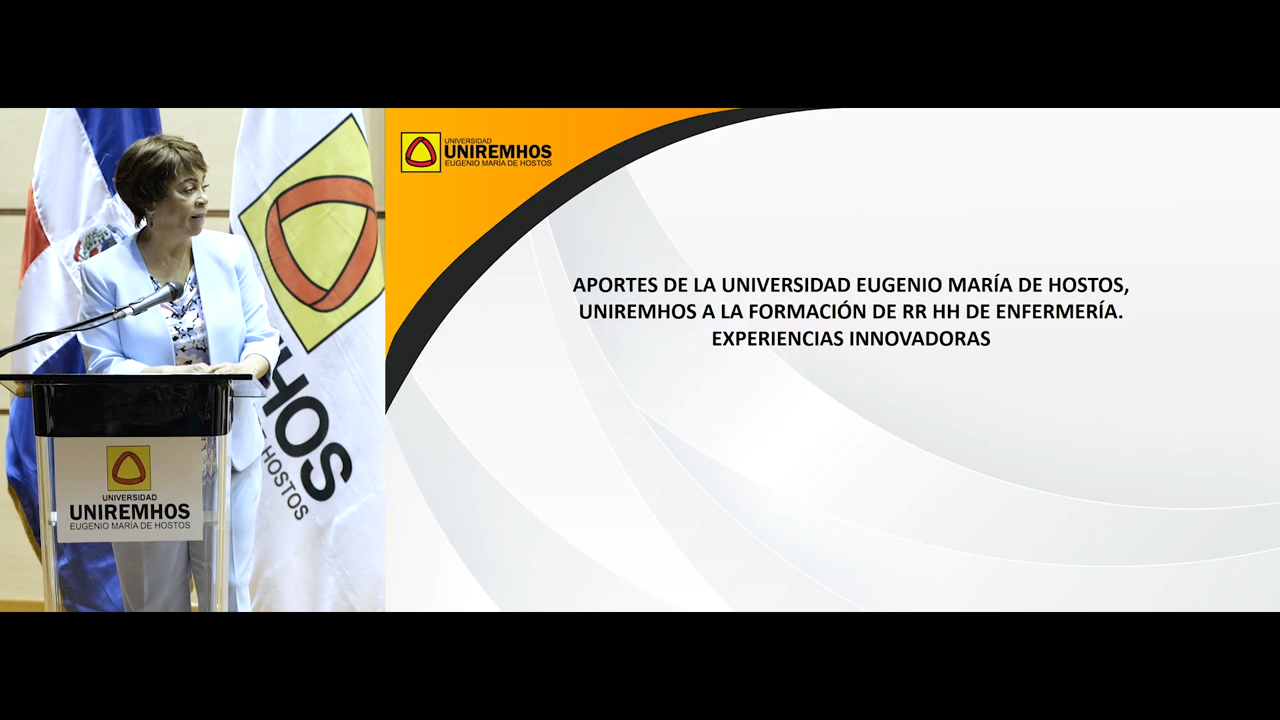 UNIVERSIDAD
UNIREMHOS
EUGENIO MARÍA DE HOSTOS
APORTES DE LA UNIVERSIDAD EUGENIO MARÍA DE HOSTOS,
UNIREMHOS A LA FORMACIÓN DE RR HH DE ENFERMERÍA.
EXPERIENCIAS INNOVADORAS
HOS
HOSTOS
UNIVERSIDAD
UNIREMHOS
EUGENIO MARÍA DE HOSTOS